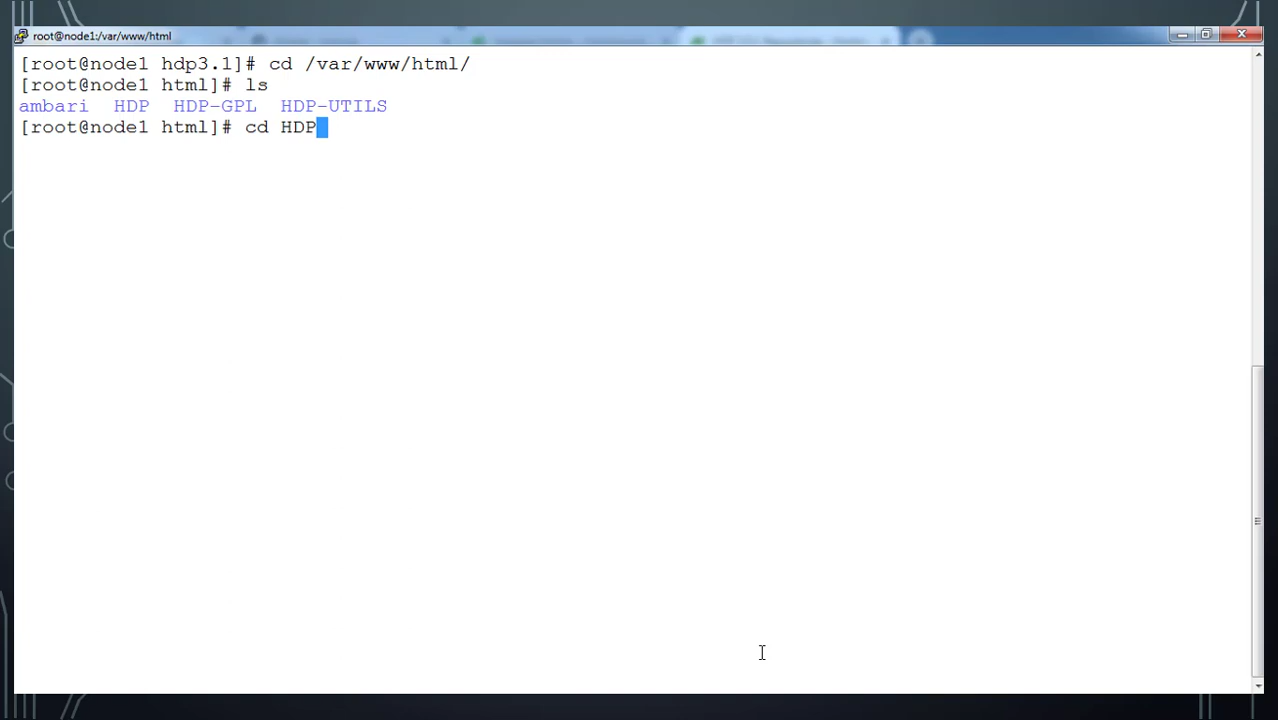 root@node1:/var/www/html
[root@node1 hdp3.1]# cd /var/www/html/
[root@node1 html]# ls
ambari  HDP  HDP-GPL  HDP-UTILS
[root@node1 html]# cd HDP